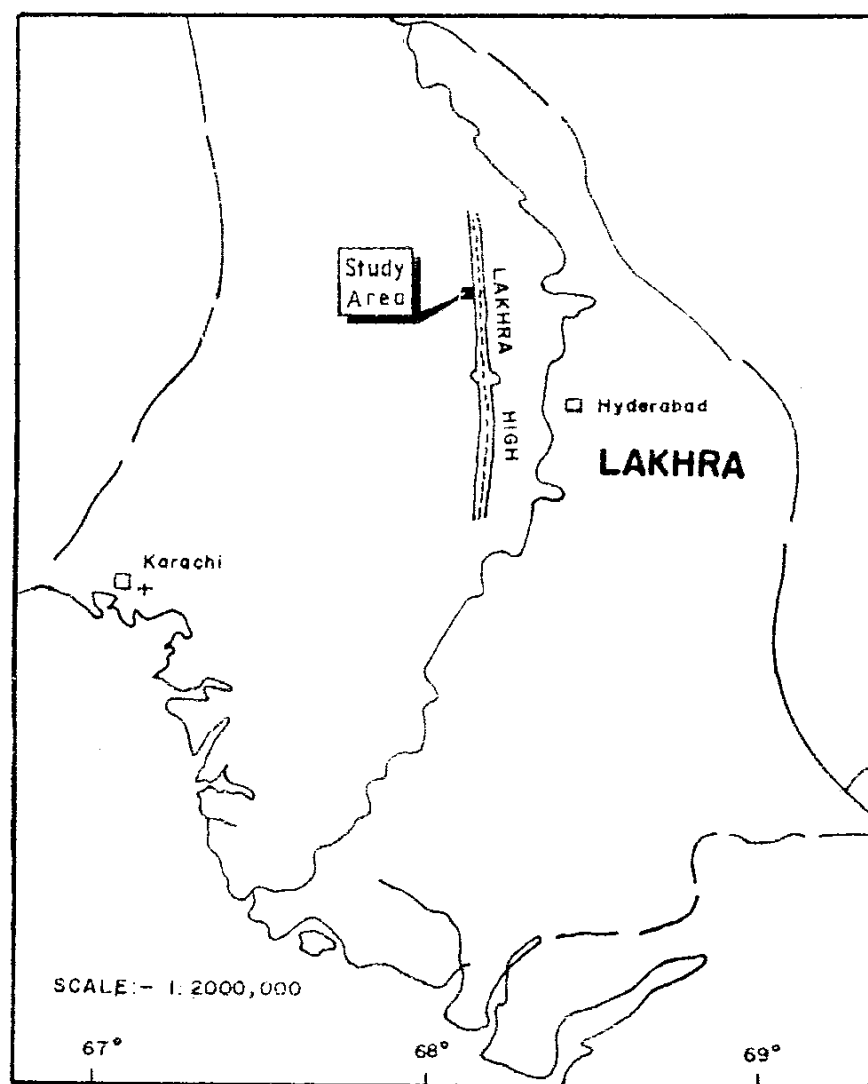 Study
Area
LAKHRA
HIGH
Hyderabad
LAKHRA
Karachi
SCALE:- 1:2000,000
67° 68° 69°